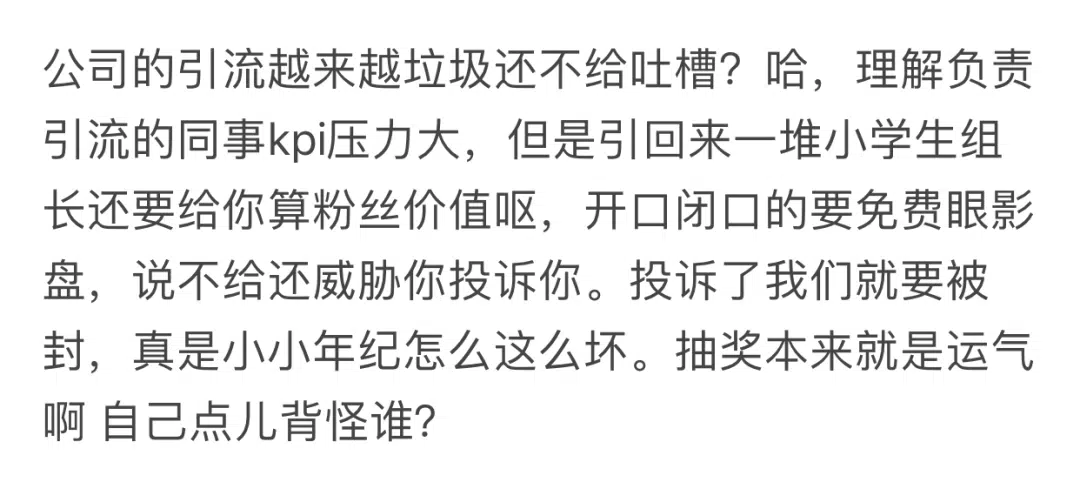 公司的引流越来越垃圾还不给吐槽？哈，理解负责
引流的同事kpi压力大，但是引回来一堆小学生组
长还要给你算粉丝价值呕，开口闭口的要免费眼影
盘，说不给还威胁你投诉你。投诉了我们就要被
封，真是小小年纪怎么这么坏。抽奖本来就是运气
啊 自己点儿背怪谁？